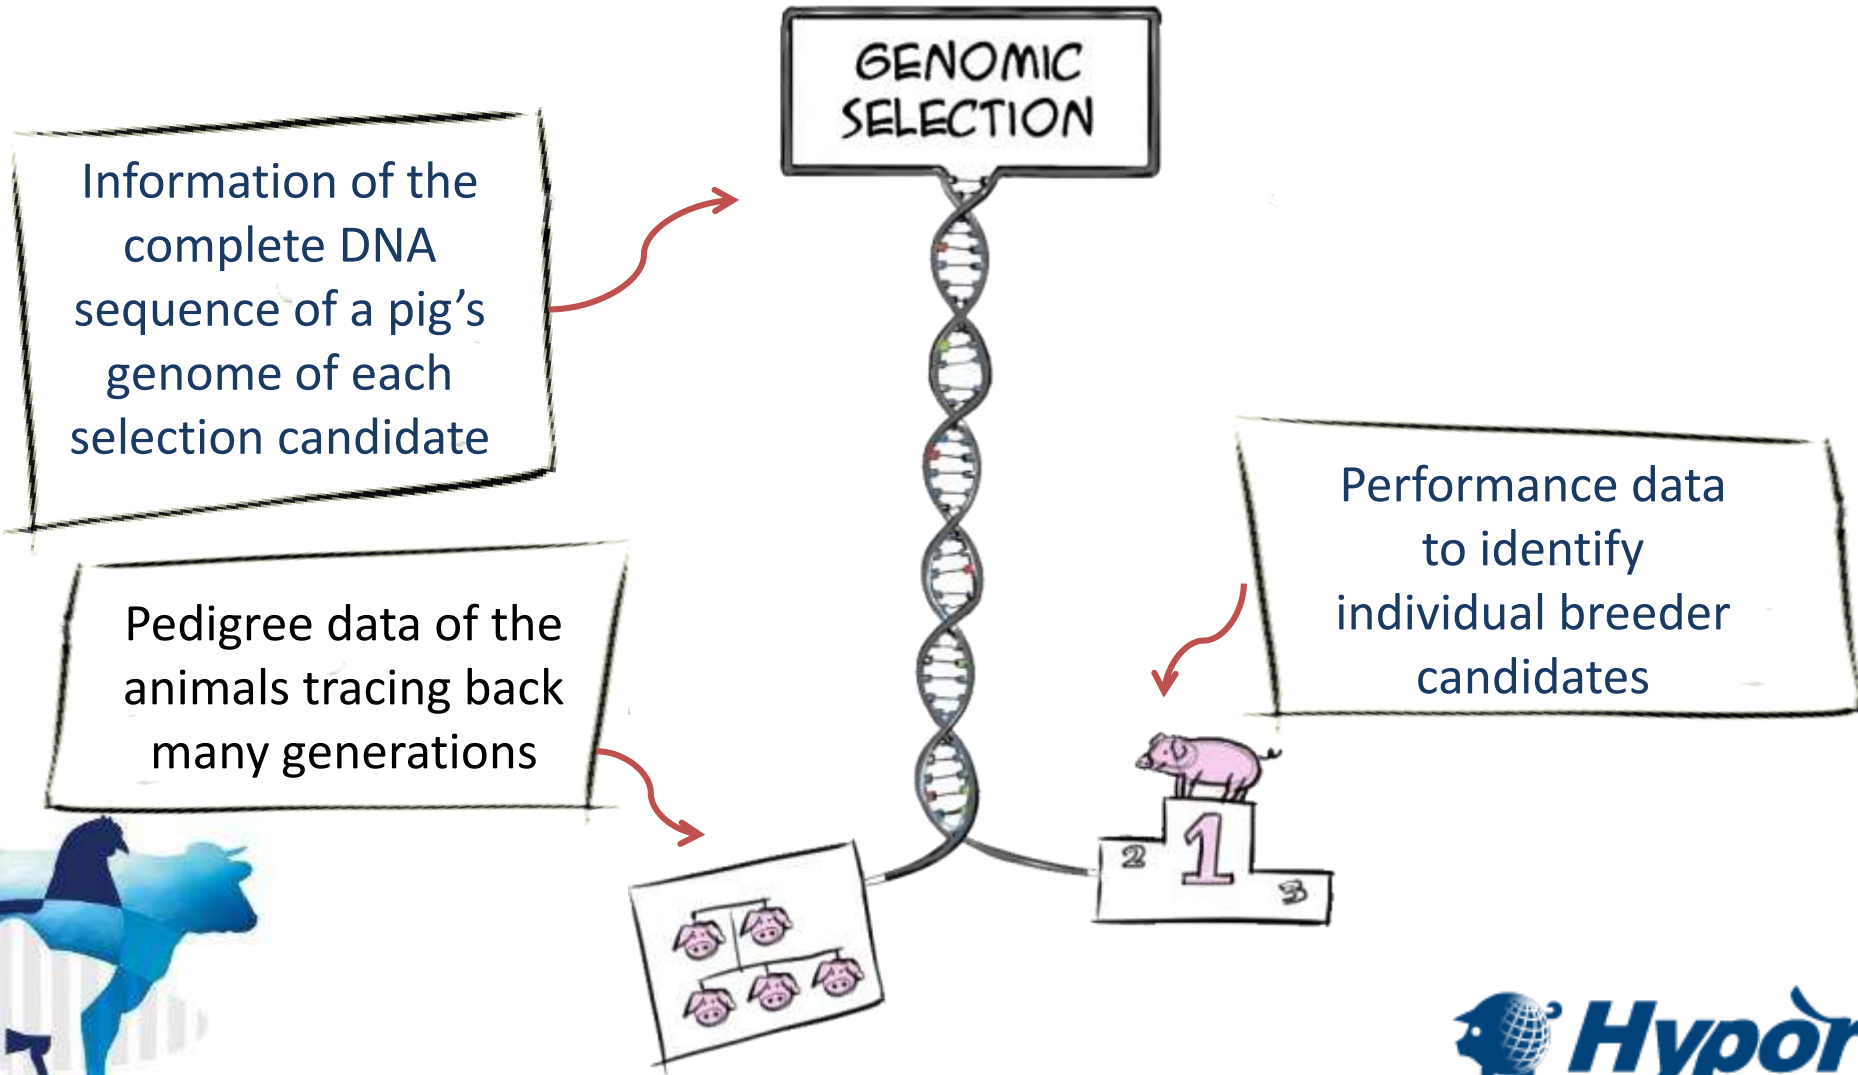 GENOMIC
SELECTION
Information of the
complete DNA
sequence of a pig’s
genome of each
selection candidate
Performance data
to identify
individual breeder
candidates
Pedigree data of the
animals tracing back
many generations
1
2
3
Hypor